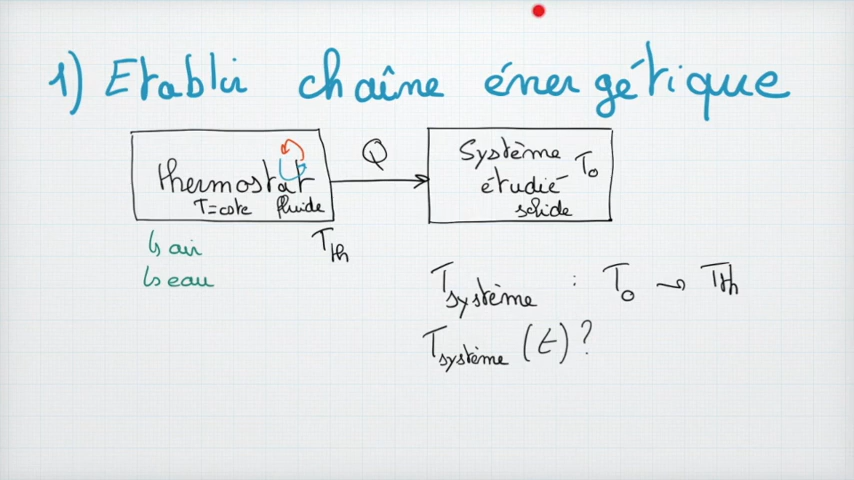 1) Etablir chaîne énergétique
thermostat
T=cste fluide
Q
Système
étudié
solide
T0
Tth
↳ air
↳ eau
Tsystème : T0 → Tth
Tsystème (t)?